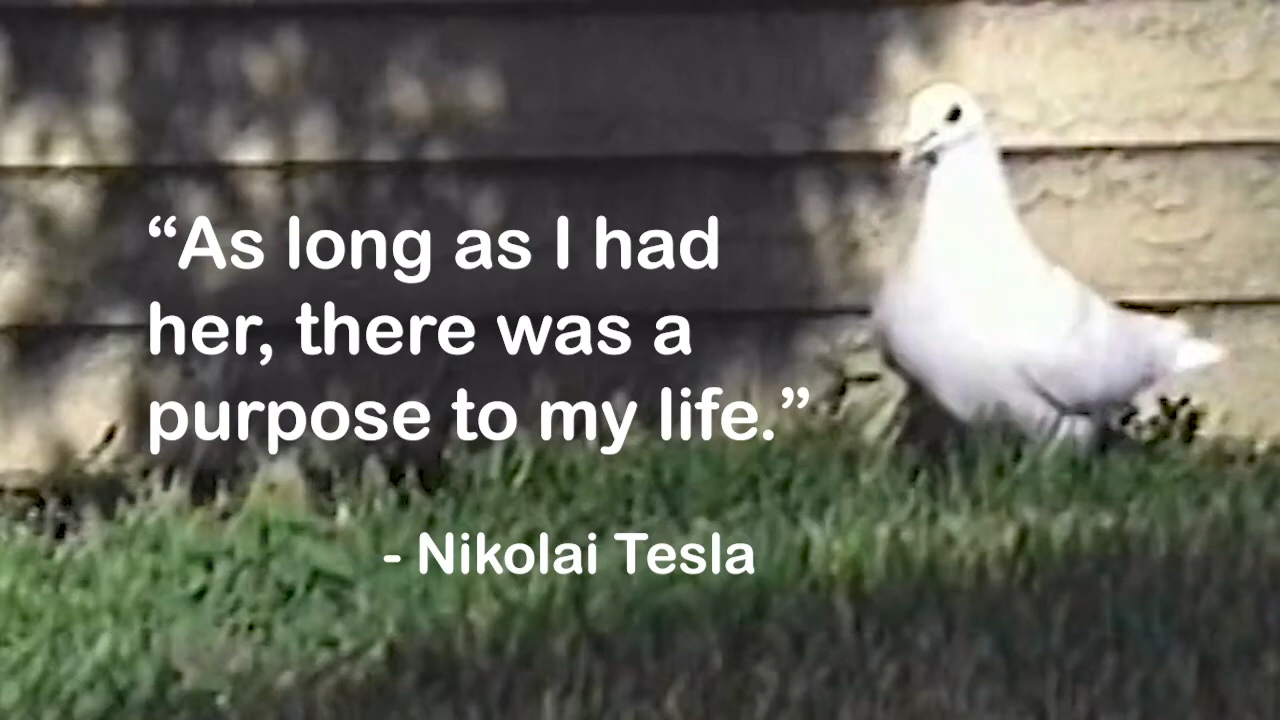 “As long as I had
her, there was a
purpose to my life.”
- Nikolai Tesla